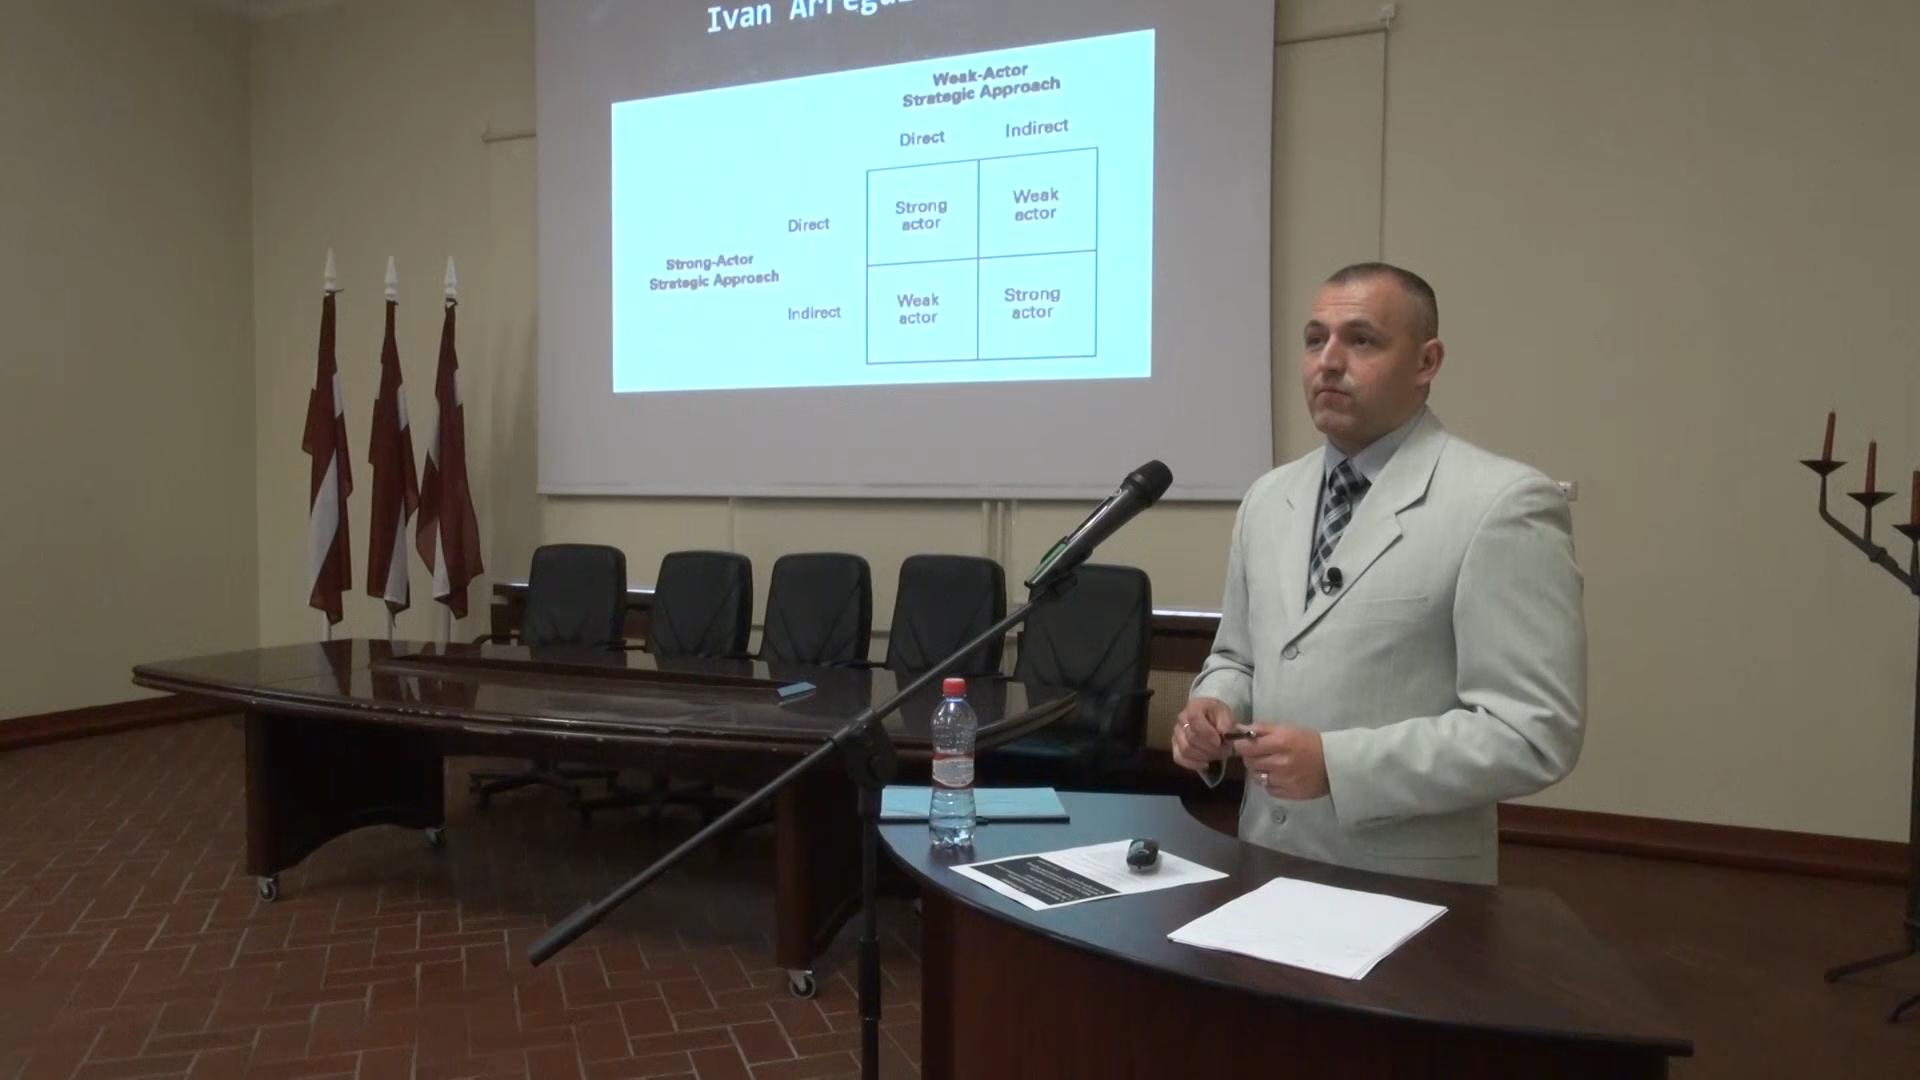 Ivan
Weak-Actor
Strategic Approach
Direct
Indirect
Strong
actor
Weak
actor
Direct
Strong-Actor
Strategic Approach
Indirect
Weak
actor
Strong
actor